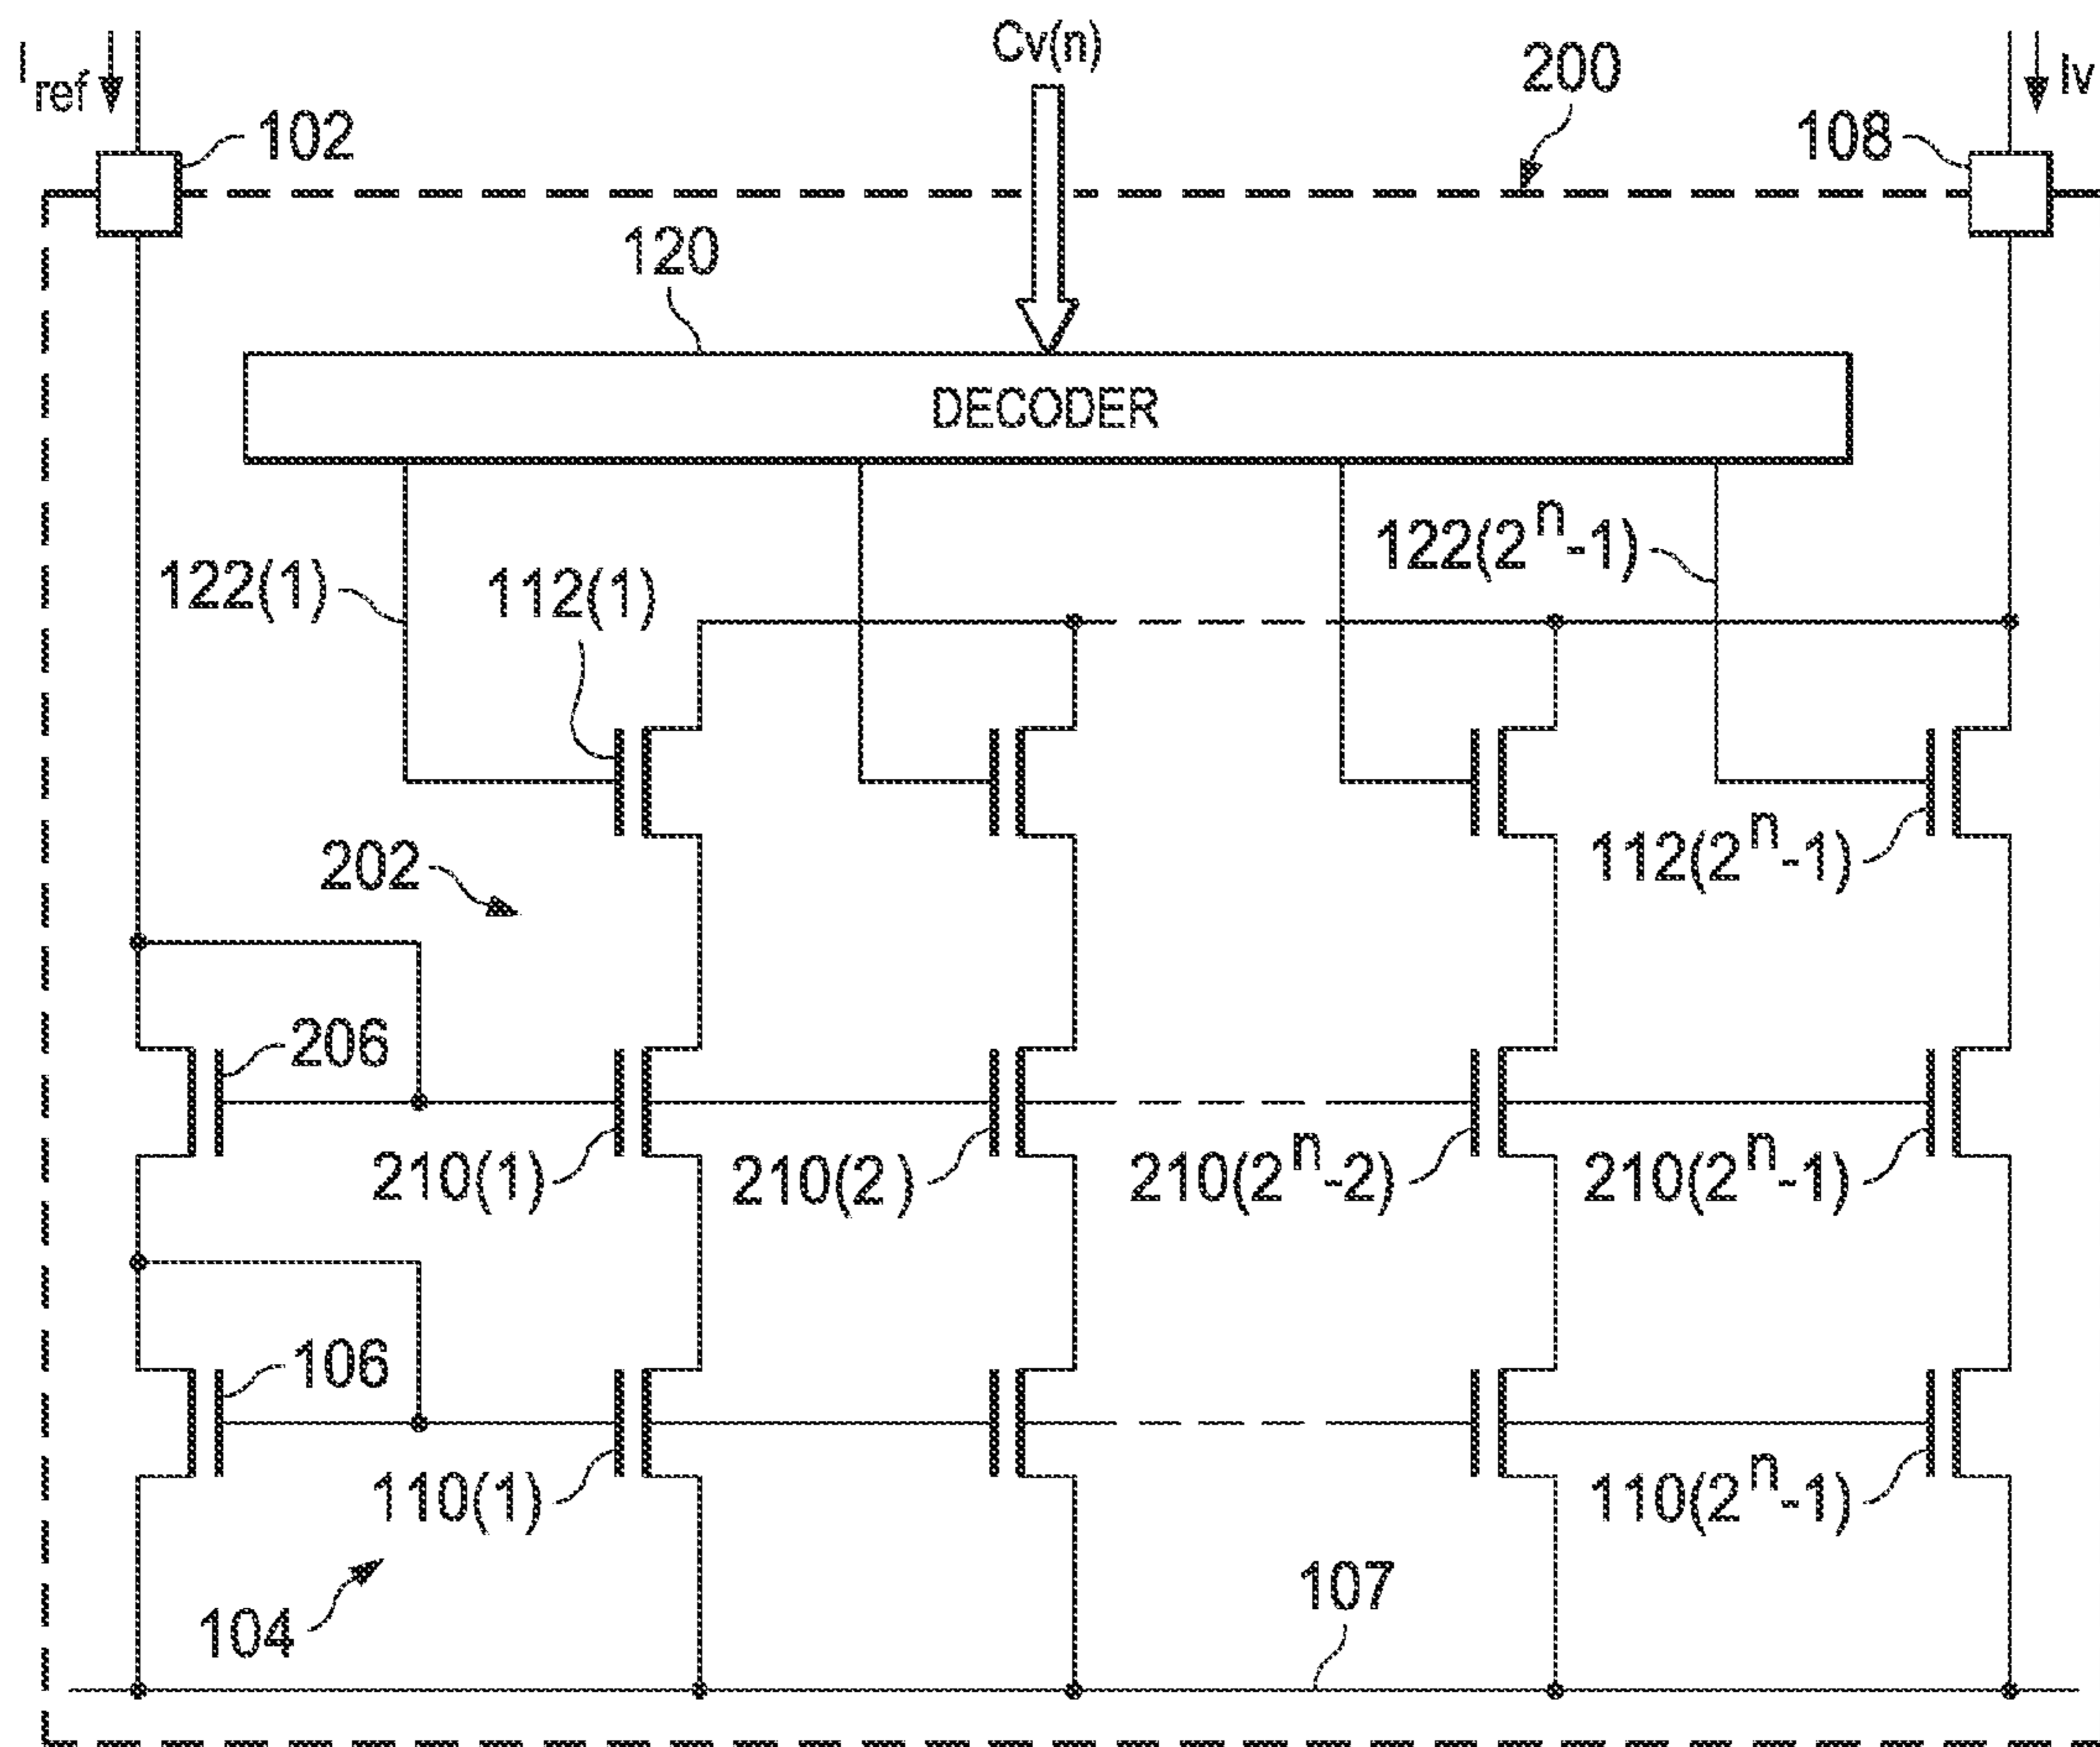 Iref
Cv(n)
200
Iv
102
108
120
DECODER
122(1)
112(1)
122(2^n-1)
202
112(2^n-1)
206
210(1)
210(2)
210(2^n-2)
210(2^n-1)
106
110(1)
110(2^n-1)
104
107